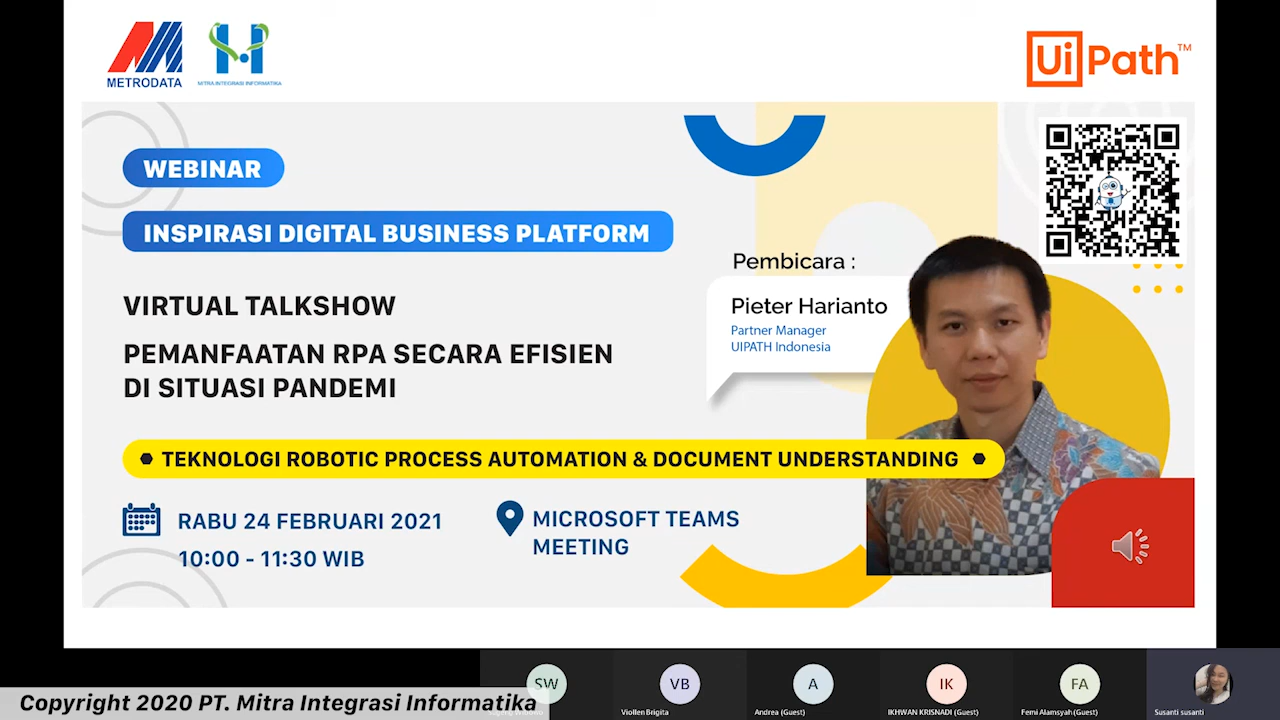 METRODATA
MITRA INTEGRASI INFORMATIKA
UiPath™
WEBINAR
INSPIRASI DIGITAL BUSINESS PLATFORM
VIRTUAL TALKSHOW
PEMANFAATAN RPA SECARA EFISIEN
DI SITUASI PANDEMI
Pembicara :
Pieter Harianto
Partner Manager
UIPATH Indonesia
TEKNOLOGI ROBOTIC PROCESS AUTOMATION & DOCUMENT UNDERSTANDING
RABU 24 FEBRUARI 2021
10:00 - 11:30 WIB
MICROSOFT TEAMS
MEETING
SW
VB
Viollen Brigita
A
Andrea (Guest)
IK
IKHWAN KRISNADI (Guest)
FA
Femi Alamsyah (Guest)
Susanti susanti
Copyright 2020 PT. Mitra Integrasi Informatika